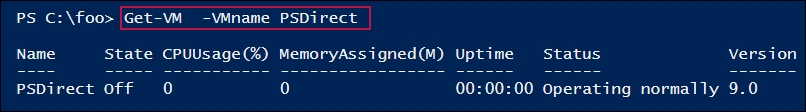 PS C:\foo> Get-VM  -VMname PSDirect
Name     State CPUUsage(%) MemoryAssigned(M) Uptime   Status             Version
----     ----- ----------- ----------------- ------   ------             -------
PSDirect Off   0           0                 00:00:00 Operating normally 9.0